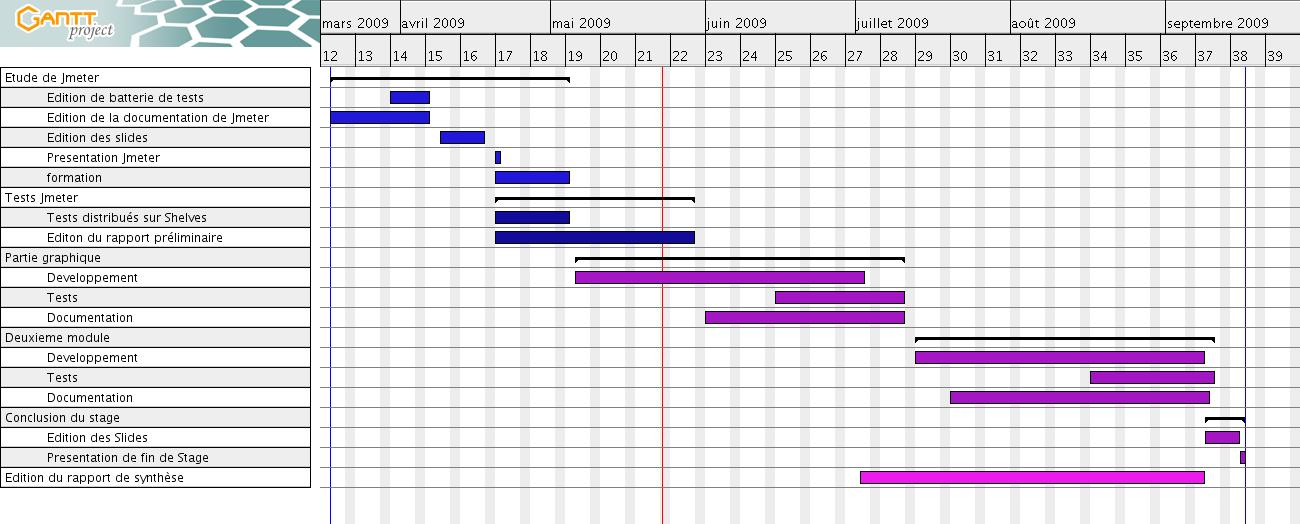 GANTT
project
mars 2009 avril 2009 mai 2009 juin 2009 juillet 2009 août 2009 septembre 2009
12 13 14 15 16 17 18 19 20 21 22 23 24 25 26 27 28 29 30 31 32 33 34 35 36 37 38 39
Etude de Jmeter
Edition de batterie de tests
Edition de la documentation de Jmeter
Edition des slides
Presentation Jmeter
formation
Tests Jmeter
Tests distribués sur Shelves
Editon du rapport préliminaire
Partie graphique
Developpement
Tests
Documentation
Deuxieme module
Developpement
Tests
Documentation
Conclusion du stage
Edition des Slides
Presentation de fin de Stage
Edition du rapport de synthèse